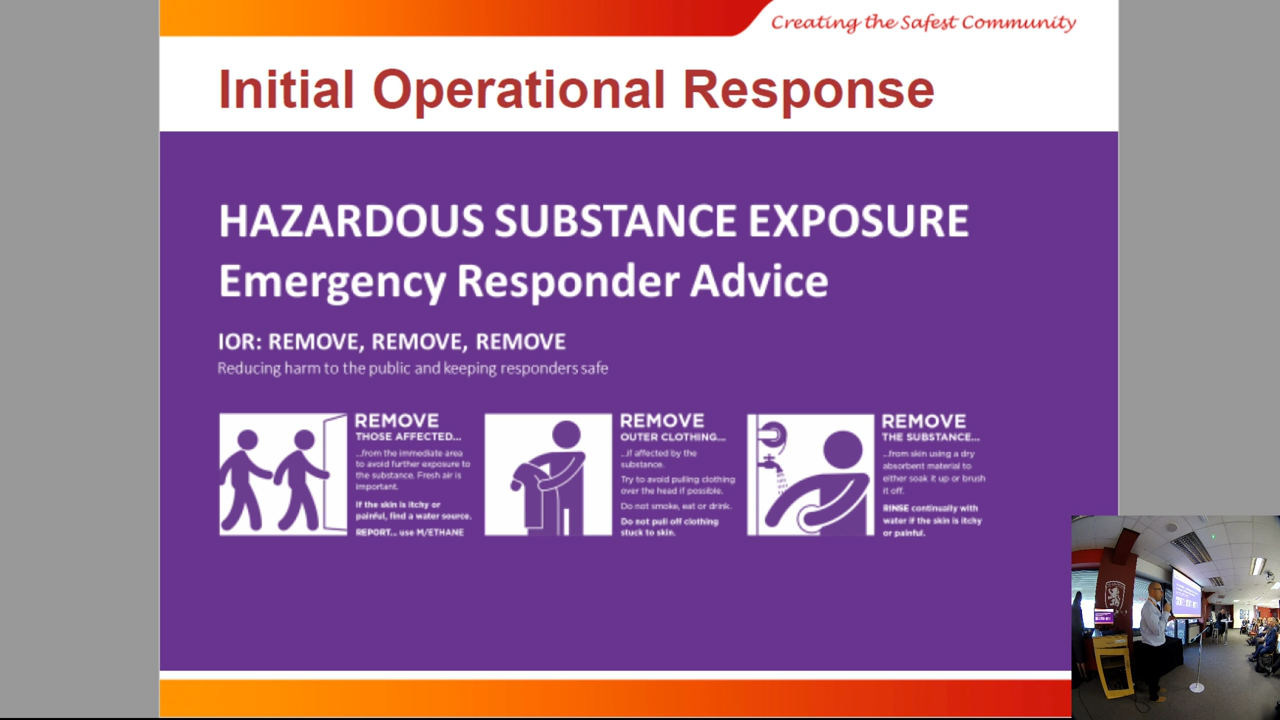 Creating the Safest Community
Initial Operational Response
HAZARDOUS SUBSTANCE EXPOSURE
Emergency Responder Advice
IOR: REMOVE, REMOVE, REMOVE
Reducing harm to the public and keeping responders safe
REMOVE
THOSE AFFECTED...
...from the immediate area
to avoid further exposure to
the substance. Fresh air is
important.
If the skin is itchy or
painful, find a water source.
REPORT... use M/ETHANE
REMOVE
OUTER CLOTHING...
...if affected by the
substance.
Try to avoid pulling clothing
over the head if possible.
Do not smoke, eat or drink.
Do not pull off clothing
stuck to skin.
REMOVE
THE SUBSTANCE...
...from skin using a dry
absorbent material to
either soak it up or brush
it off.
RINSE continually with
water if the skin is itchy
or painful.